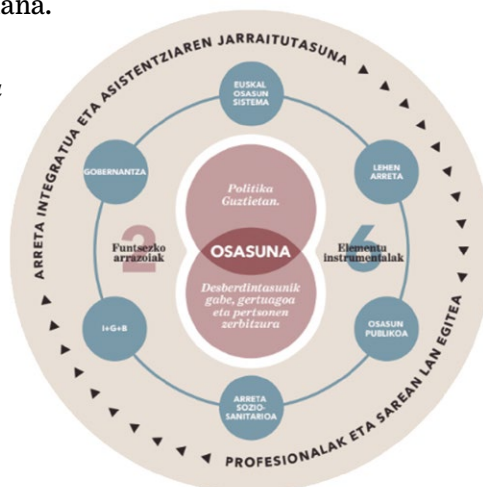 ana.
ARRETA INTEGRATUA ETA ASISTENTZIAREN JARRAITUTASUNA
EUSKAL
OSASUN
SISTEMA
GOBERNANTZA
LEHEN
ARRETA
Politika
Guztietan.
2
Funtsezko
arrazoiak
OSASUNA
6
Elementu
instrumentalak
Desberdintasunik
gabe, gertuagoa
eta pertsonen
zerbitzura
I+G+B
OSASUN
PUBLIKOA
ARRETA
SOZIO-
SANITARIOA
PROFESIONALAK ETA SAREAN LAN EGITEA